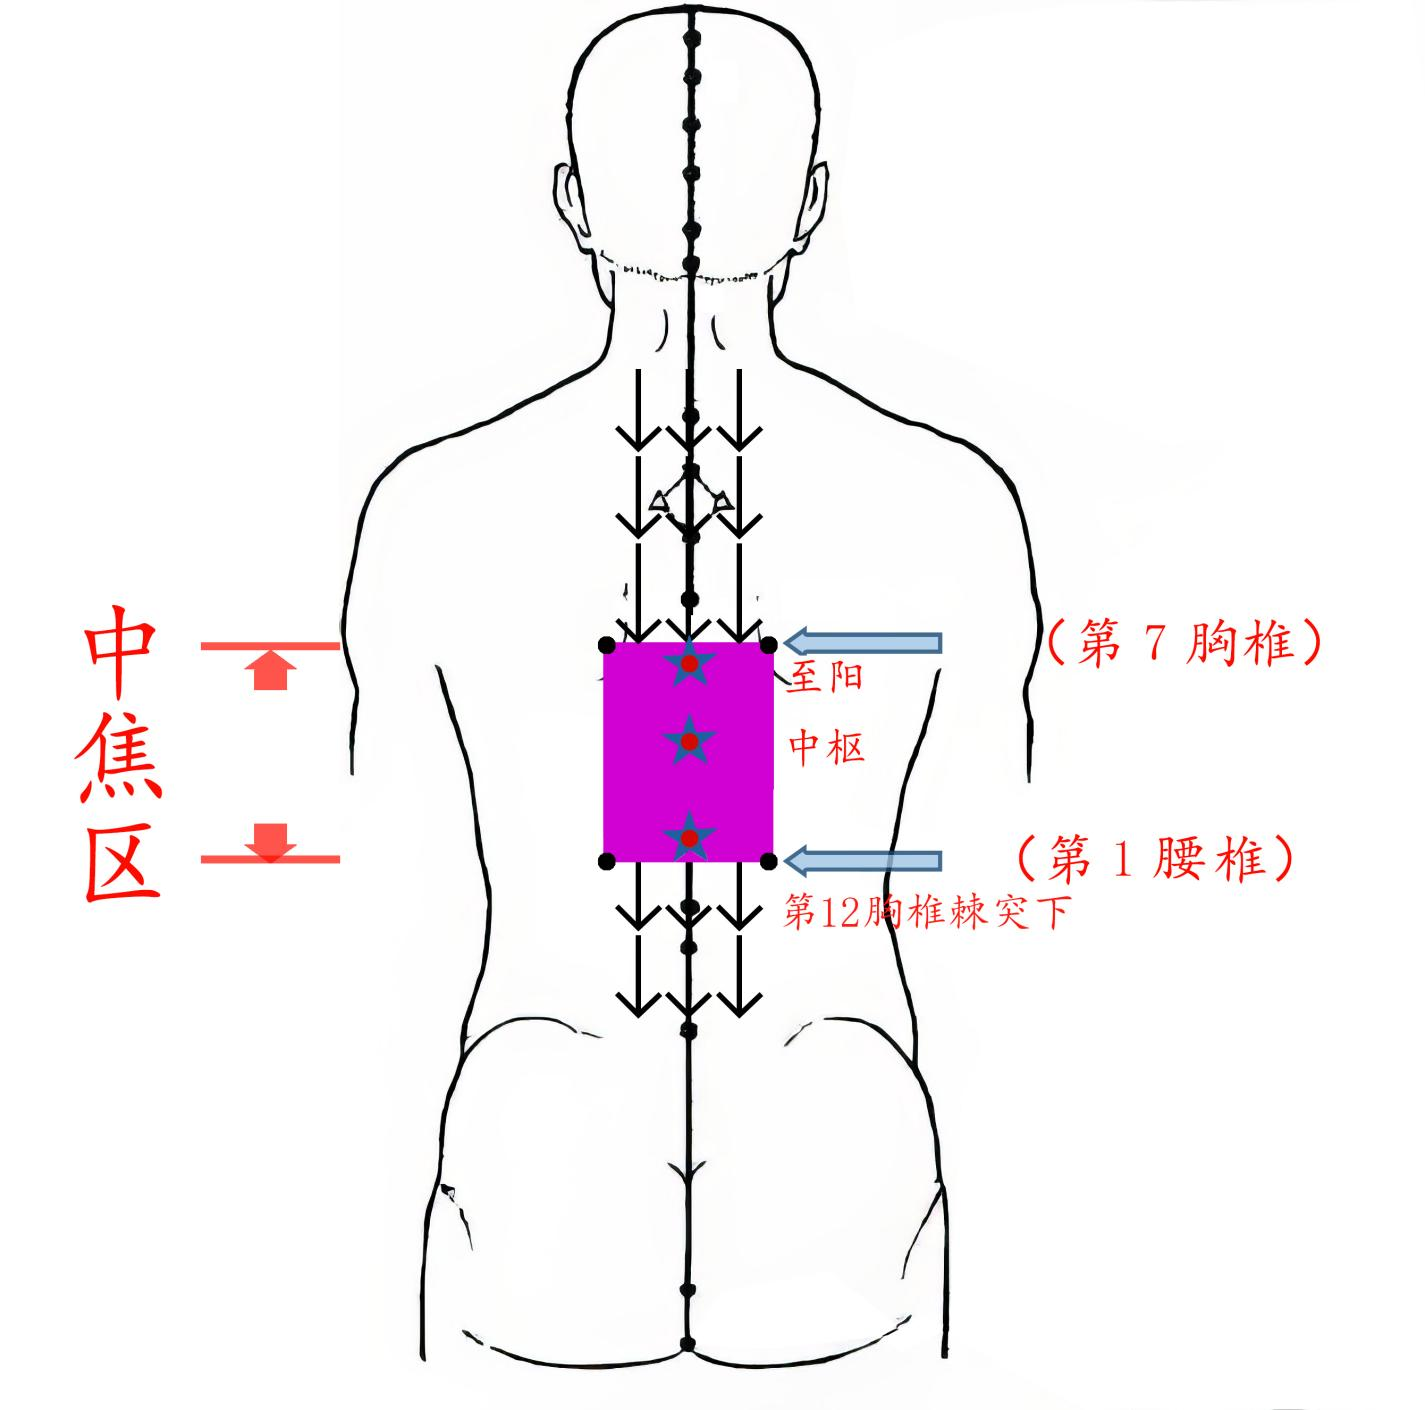 中焦区
（第7胸椎）
至阳
中枢
（第1腰椎）
第12胸椎棘突下